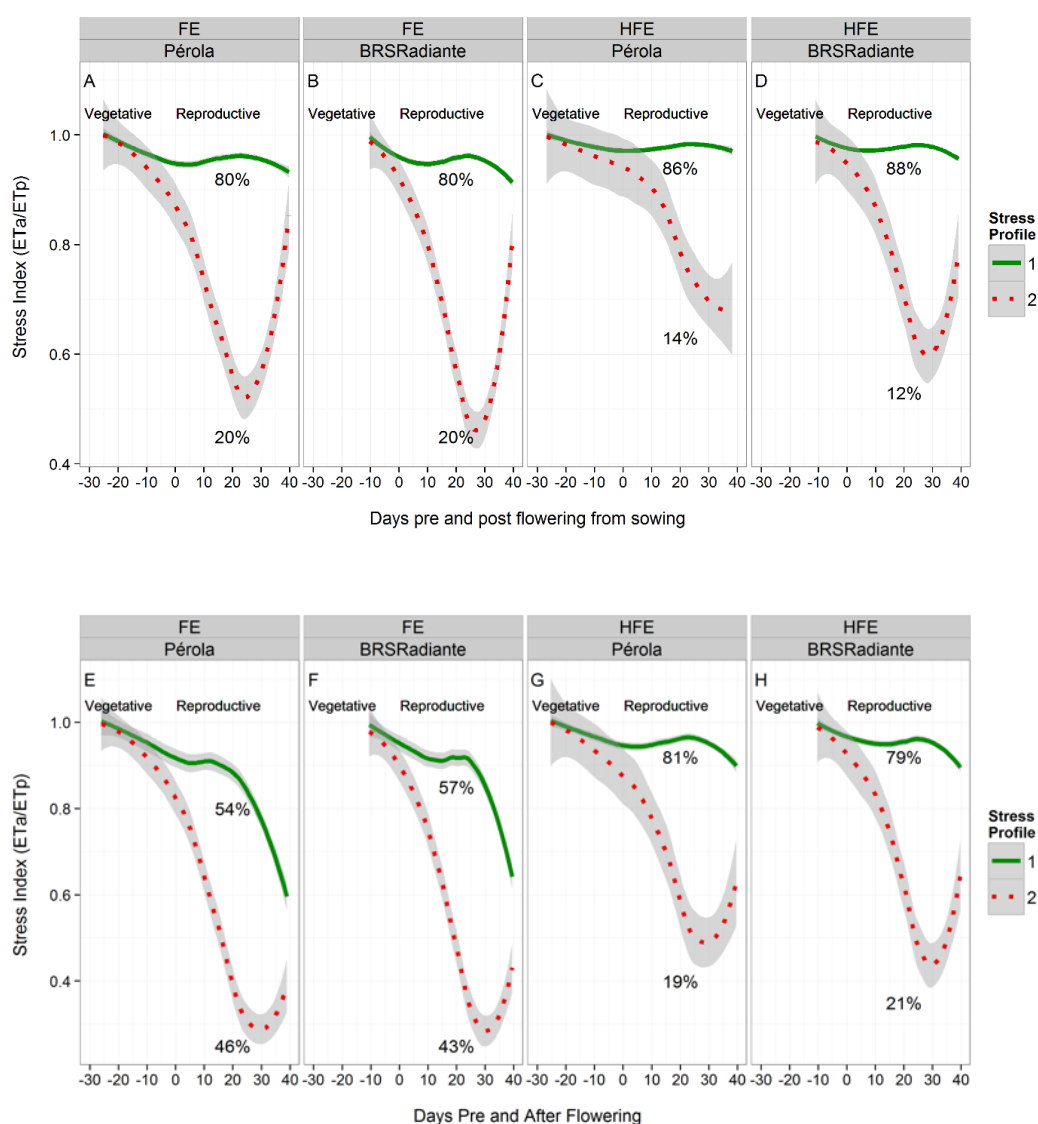 FE FE HFE HFE
Pérola BRSRadiante Pérola BRSRadiante
A B C D
Vegetative Reproductive Vegetative Reproductive Vegetative Reproductive Vegetative Reproductive
1.0
80% 80% 86% 88%
0.8
Stress Index (ETa/ETp)
Stress
Profile
1
2
14%
0.6
12%
20% 20%
0.4
-30 -20 -10 0 10 20 30 40 -30 -20 -10 0 10 20 30 40 -30 -20 -10 0 10 20 30 40 -30 -20 -10 0 10 20 30 40
Days pre and post flowering from sowing
FE FE HFE HFE
Pérola BRSRadiante Pérola BRSRadiante
E F G H
Vegetative Reproductive Vegetative Reproductive Vegetative Reproductive Vegetative Reproductive
1.0
81% 79%
54% 57%
0.8
Stress Index (ETa/ETp)
Stress
Profile
1
2
0.6
0.4
19% 21%
46% 43%
-30 -20 -10 0 10 20 30 40 -30 -20 -10 0 10 20 30 40 -30 -20 -10 0 10 20 30 40 -30 -20 -10 0 10 20 30 40
Days Pre and After Flowering